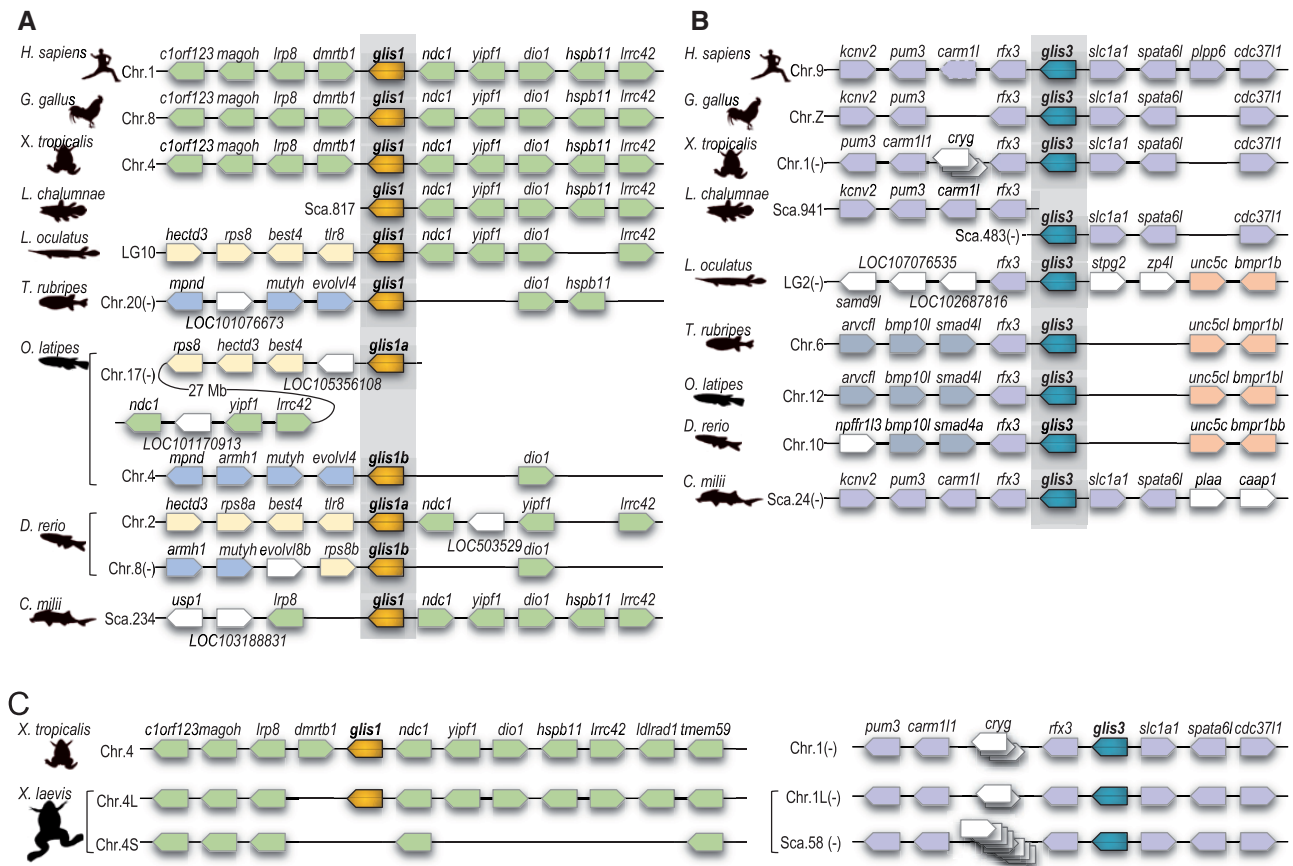 A
H. sapiens
c1orf123 magoh lrp8 dmrtb1 glis1 ndc1 yipf1 dio1 hspb11 lrrc42
Chr.1
G. gallus
c1orf123 magoh lrp8 dmrtb1 glis1 ndc1 yipf1 dio1 hspb11 lrrc42
Chr.8
X. tropicalis
c1orf123 magoh lrp8 dmrtb1 glis1 ndc1 yipf1 dio1 hspb11 lrrc42
Chr.4
L. chalumnae
glis1 ndc1 yipf1 dio1 hspb11 lrrc42
Sca.817
L. oculatus
hectd3 rps8 best4 tlr8 glis1 ndc1 yipf1 dio1 lrrc42
LG10
T. rubripes
mpnd mutyh evolvl4 glis1 dio1 hspb11
Chr.20(-)
LOC101076673
O. latipes
rps8 hectd3 best4 glis1a
Chr.17(-)
LOC105356108
27 Mb
ndc1 yipf1 lrrc42
LOC101170913
mpnd armh1 mutyh evolvl4 glis1b dio1
Chr.4
D. rerio
hectd3 rps8a best4 tlr8 glis1a ndc1 yipf1 lrrc42
Chr.2
LOC503529
armh1 mutyh evolvl8b rps8b glis1b dio1
Chr.8(-)
C. milii
usp1 lrp8 glis1 ndc1 yipf1 dio1 hspb11 lrrc42
Sca.234
LOC103188831
B
H. sapiens
kcnv2 pum3 carm1l rfx3 glis3 slc1a1 spata6l plpp6 cdc37l1
Chr.9
G. gallus
kcnv2 pum3 rfx3 glis3 slc1a1 spata6l cdc37l1
Chr.Z
X. tropicalis
pum3 carm1l1 cryg rfx3 glis3 slc1a1 spata6l cdc37l1
Chr.1(-)
L. chalumnae
kcnv2 pum3 carm1l rfx3
Sca.941
glis3 slc1a1 spata6l cdc37l1
Sca.483(-)
L. oculatus
LOC107076535 rfx3 glis3 stpg2 zp4l unc5c bmpr1b
LG2(-)
samd9l LOC102687816
T. rubripes
arvcfl bmp10l smad4l rfx3 glis3 unc5cl bmpr1bl
Chr.6
O. latipes
arvcfl bmp10l smad4l rfx3 glis3 unc5cl bmpr1bl
Chr.12
D. rerio
npffr1l3 bmp10l smad4a rfx3 glis3 unc5c bmpr1bb
Chr.10
C. milii
kcnv2 pum3 carm1l rfx3 glis3 slc1a1 spata6l plaa caap1
Sca.24(-)
C
X. tropicalis
c1orf123 magoh lrp8 dmrtb1 glis1 ndc1 yipf1 dio1 hspb11 lrrc42 ldlrad1 tmem59
Chr.4
X. laevis
Chr.4L
Chr.4S
pum3 carm1l1 cryg rfx3 glis3 slc1a1 spata6l cdc37l1
Chr.1(-)
Chr.1L(-)
Sca.58 (-)